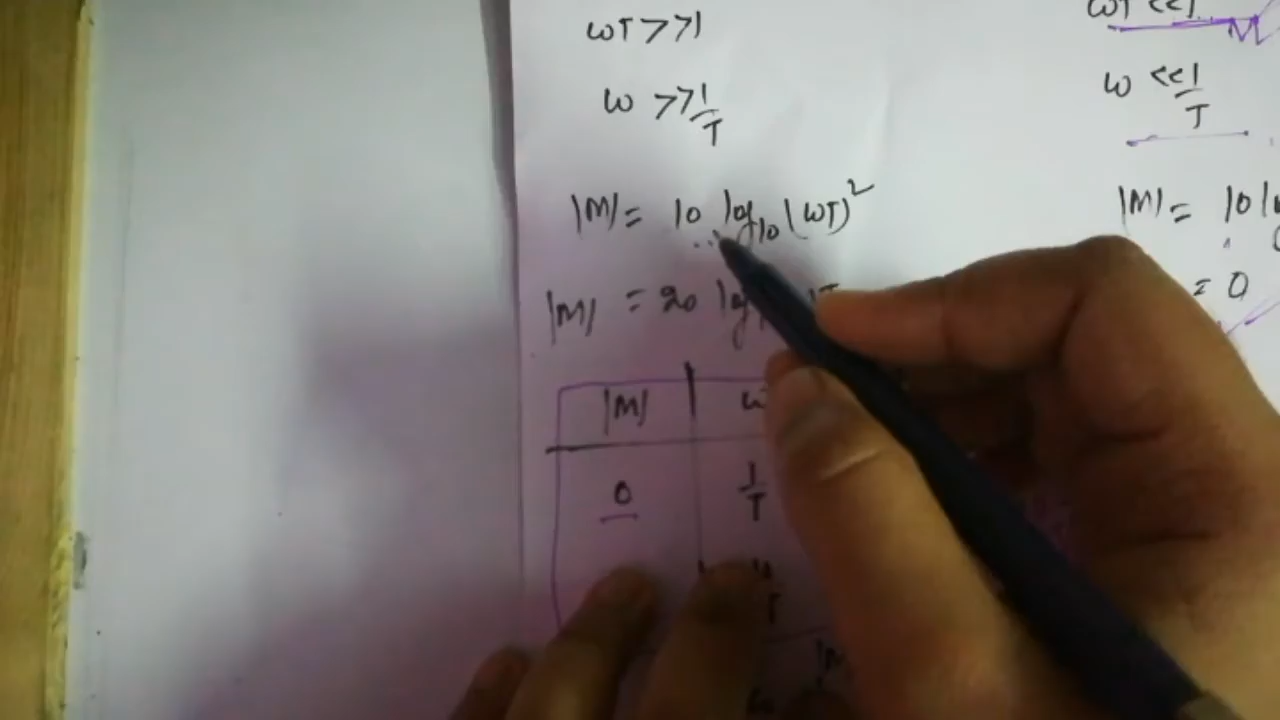 ωT >>1
ω >> 1/T
|M| = 10 log10 (ωT)^2
|M| = 20 log
|M| ω
0 1/T
ωT <<1
ω << 1/T
|M| = 10
= 0